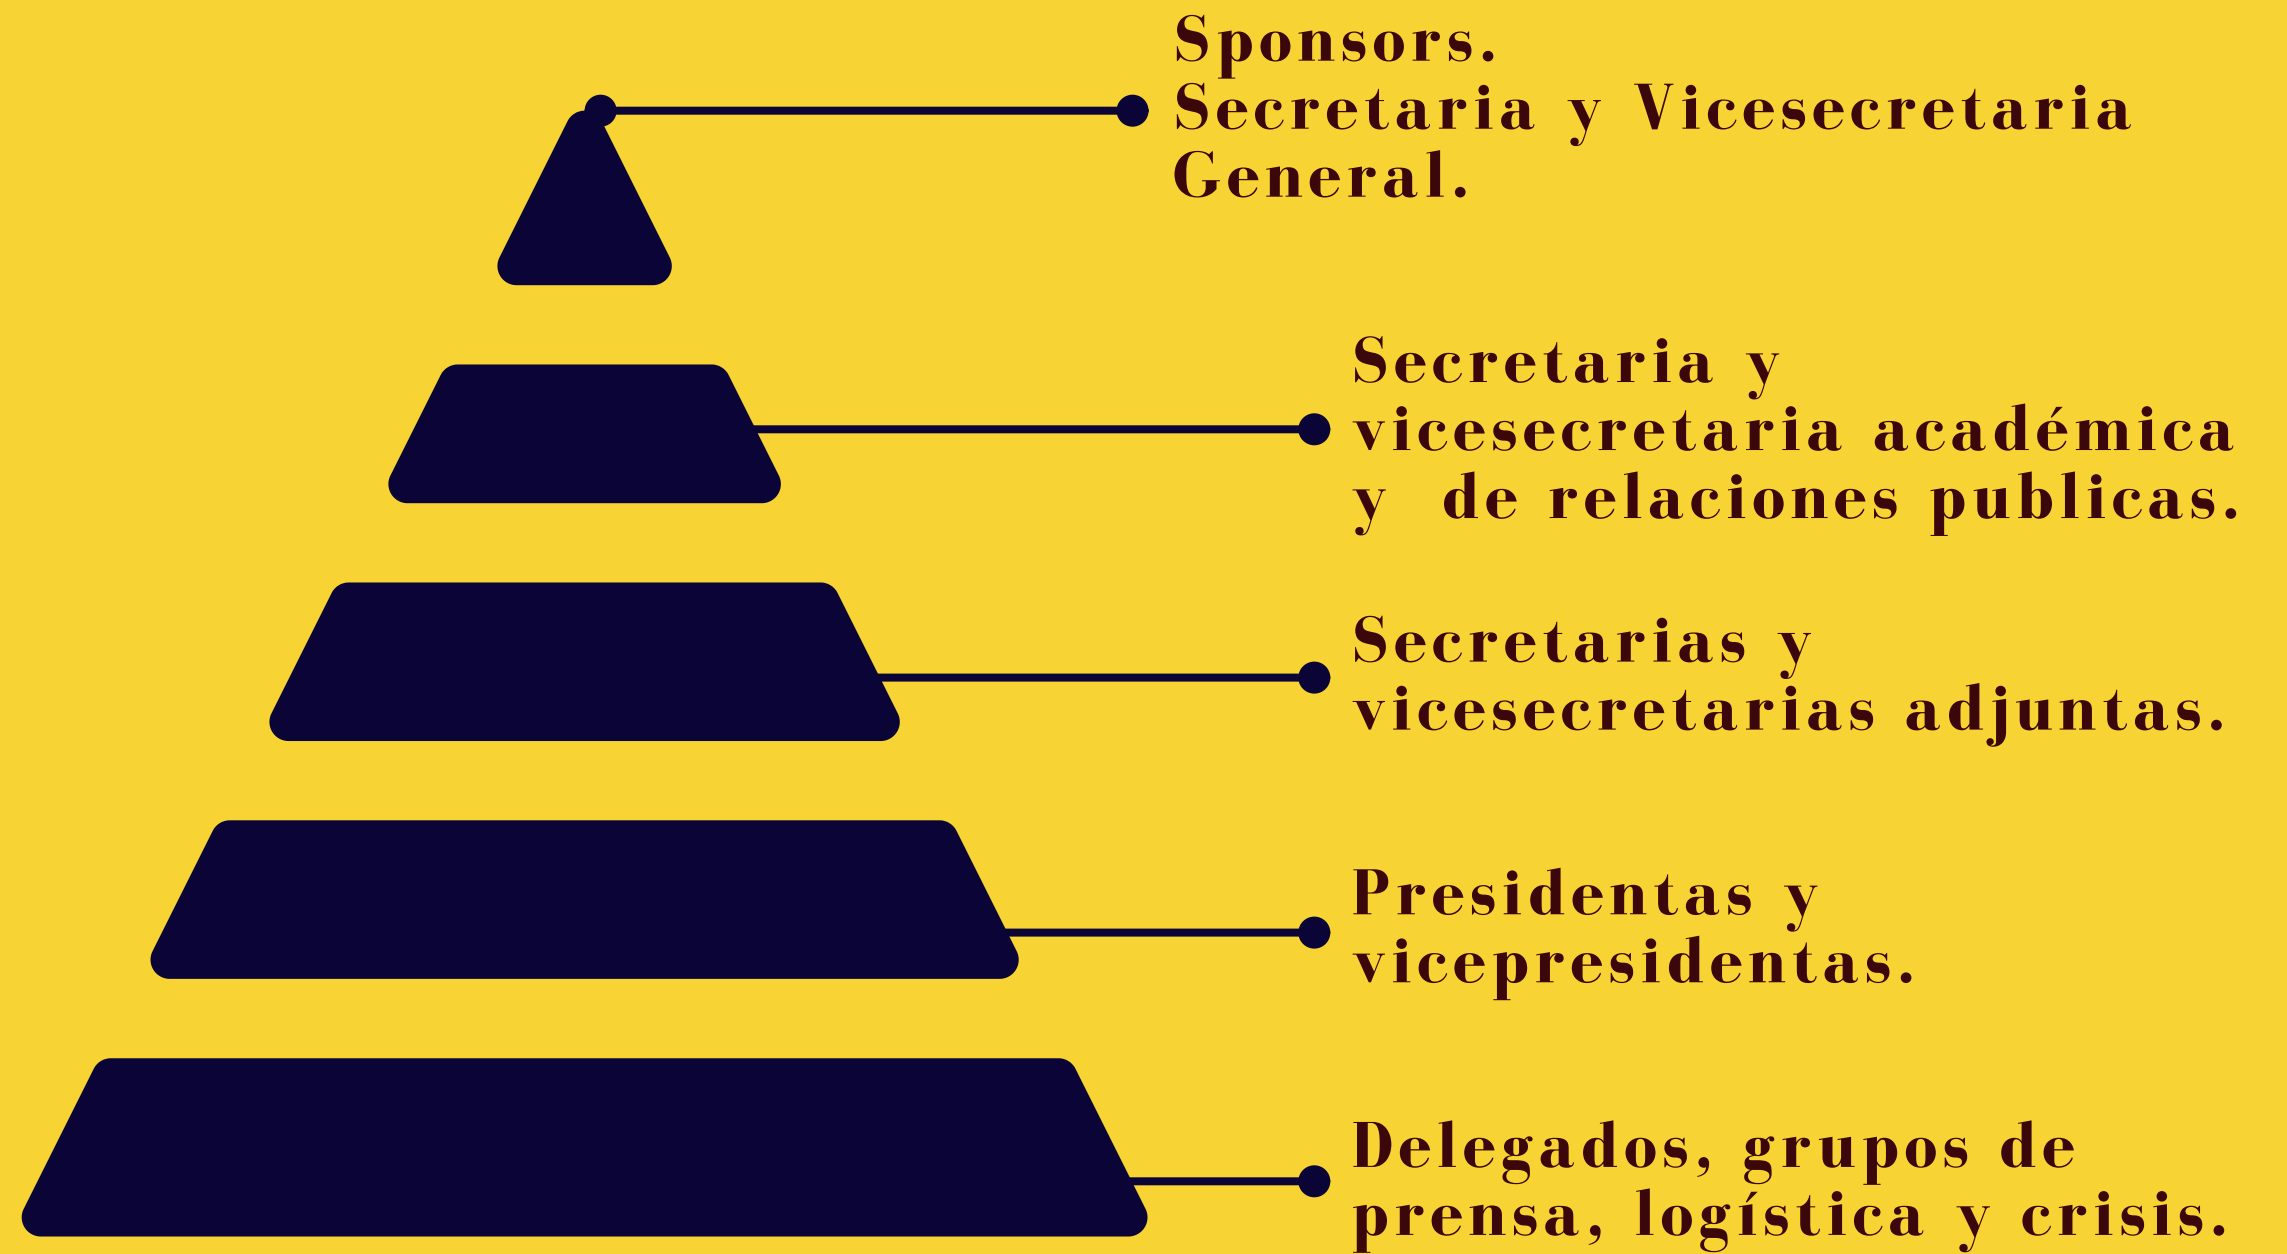 Sponsors.
Secretaria y Vicesecretaria
General.
Secretaria y
vicesecretaria académica
y de relaciones publicas.
Secretarias y
vicesecretarias adjuntas.
Presidentas y
vicepresidentas.
Delegados, grupos de
prensa, logística y crisis.